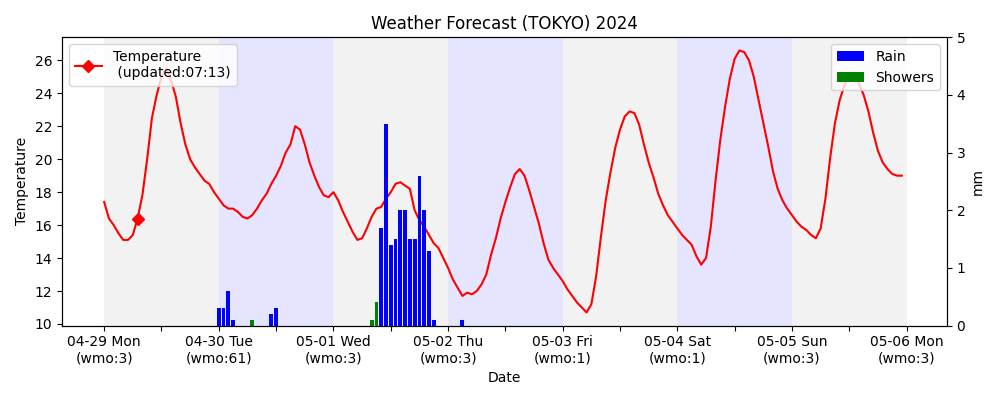 Weather Forecast (TOKYO) 2024
Temperature
(updated:07:13)
Rain
Showers
Temperature
26
24
22
20
18
16
14
12
10
5
4
3
2
1
0
mm
04-29 Mon
(wmo:3)
04-30 Tue
(wmo:61)
05-01 Wed
(wmo:3)
05-02 Thu
(wmo:3)
05-03 Fri
(wmo:1)
05-04 Sat
(wmo:1)
05-05 Sun
(wmo:3)
05-06 Mon
(wmo:3)
Date